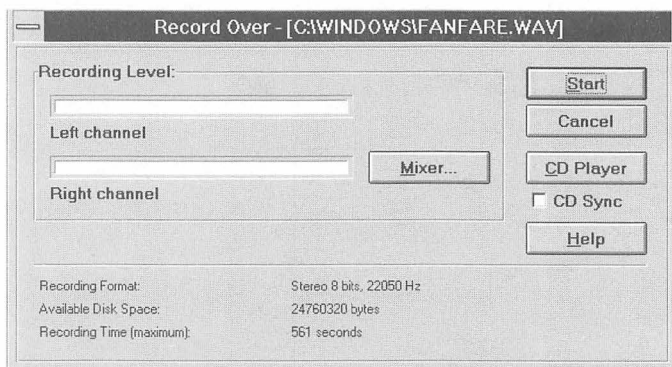 Record Over - [C:\WINDOWS\FANFARE.WAV]
Recording Level:
Left channel
Right channel
Mixer...
Start
Cancel
CD Player
CD Sync
Help
Recording Format: Stereo 8 bits, 22050 Hz
Available Disk Space: 24760320 bytes
Recording Time (maximum): 561 seconds